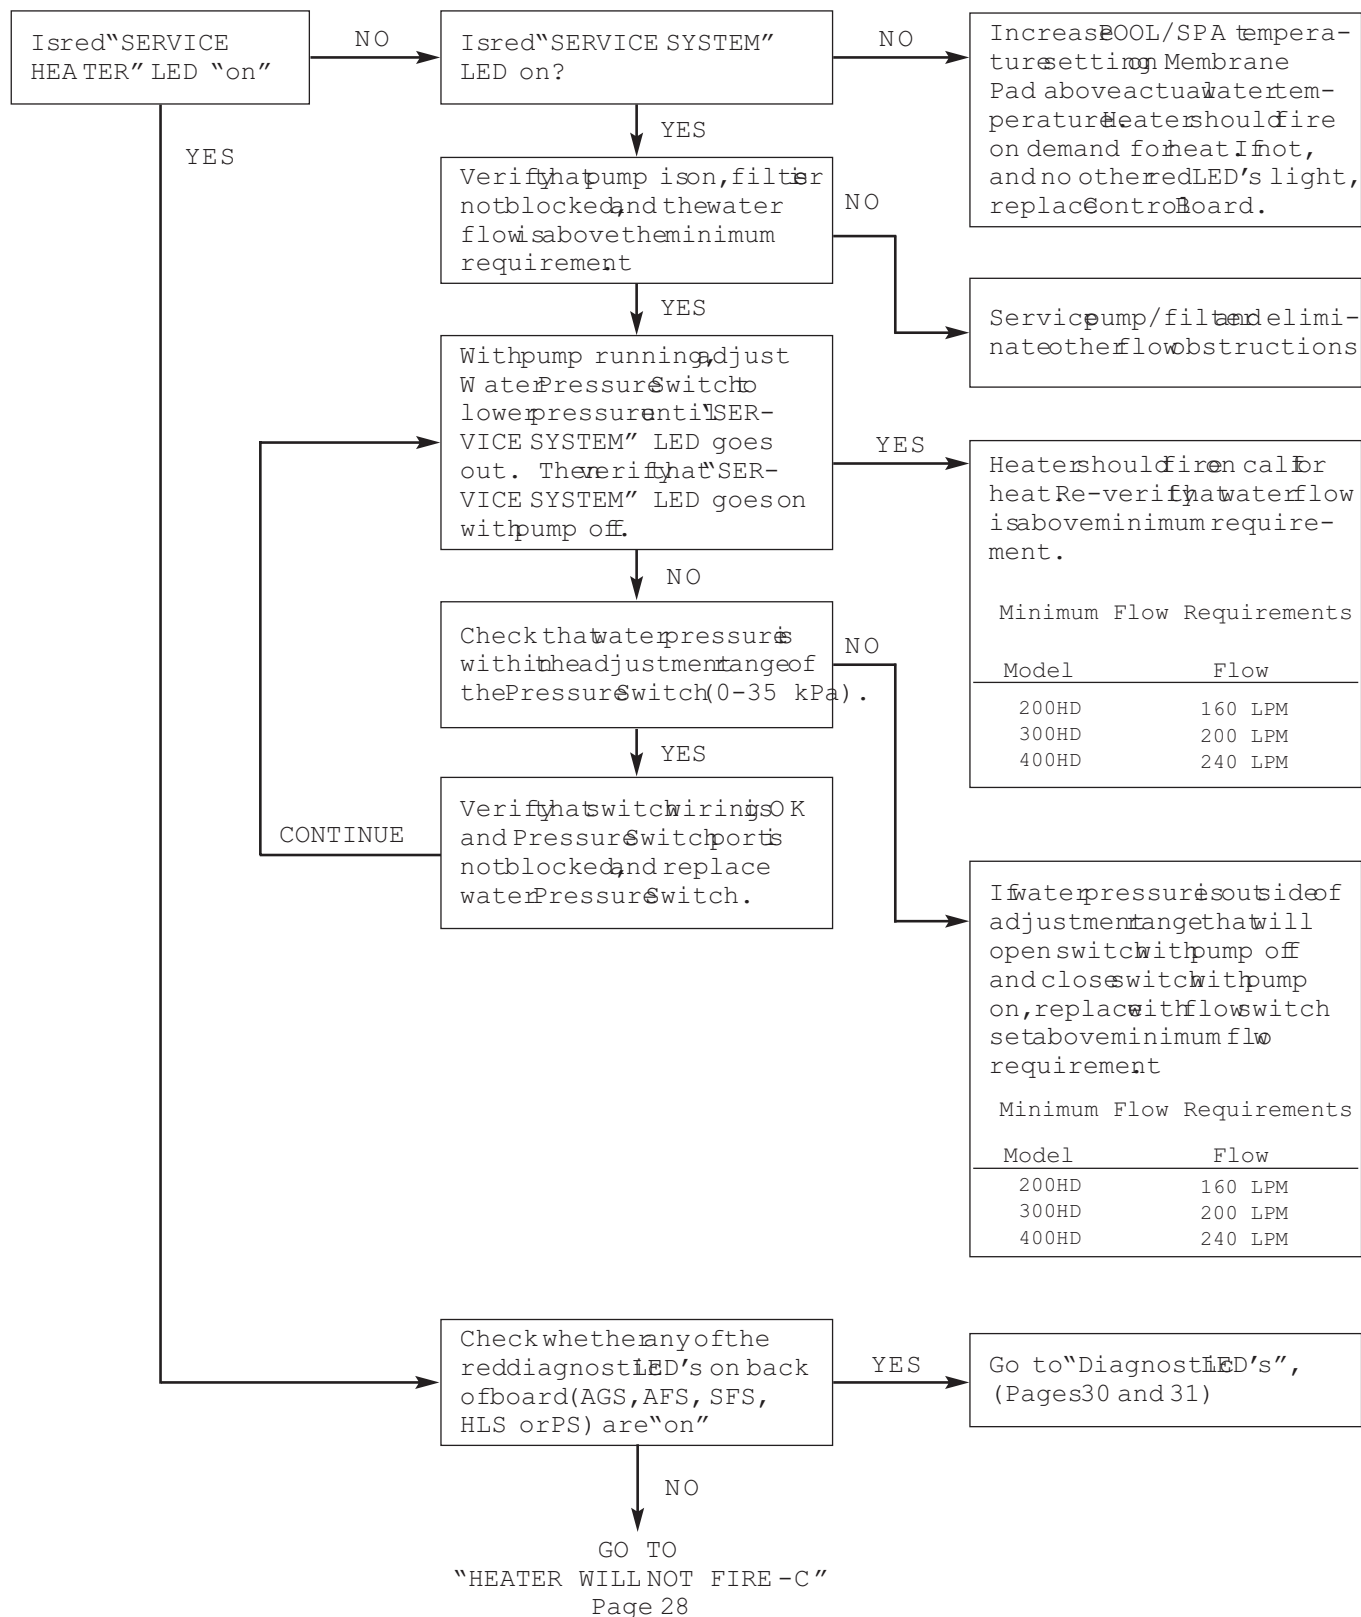 Is red “SERVICE
HEATER” LED “on”
NO
Is red “SERVICE SYSTEM”
LED on?
NO
Increase POOL/SPA tempera-
ture setting on Membrane
Pad above actual water tem-
perature. Heater should fire
on demand for heat. If not,
and no other red LED's light,
replace Control Board.
YES
YES
Verify that pump is on, filter is
not blocked, and the water
flow is above the minimum
requirement.
NO
Service pump/filter and elimi-
nate other flow obstructions
YES
With pump running, adjust
Water Pressure Switch to
lower pressure until “SER-
VICE SYSTEM” LED goes
out. Then verify that “SER-
VICE SYSTEM” LED goes on
with pump off.
YES
Heater should fire on call for
heat. Re-verify that water flow
is above minimum require-
ment.
Minimum Flow Requirements
Model Flow
200HD 160 LPM
300HD 200 LPM
400HD 240 LPM
NO
Check that water pressure is
within the adjustment range of
the Pressure Switch (0-35 kPa).
NO
YES
Verify that switch wiring is OK
and Pressure Switch port is
not blocked, and replace
water Pressure Switch.
CONTINUE
If water pressure is outside of
adjustment range that will
open switch with pump off
and close switch with pump
on, replace with flow switch
set above minimum flow
requirement.
Minimum Flow Requirements
Model Flow
200HD 160 LPM
300HD 200 LPM
400HD 240 LPM
Check whether any of the
red diagnostic LED's on back
of board (AGS, AFS, SFS,
HLS or PS) are “on”
YES
Go to “Diagnostic LED's”,
(Pages 30 and 31)
NO
GO TO
“HEATER WILL NOT FIRE -C”
Page 28